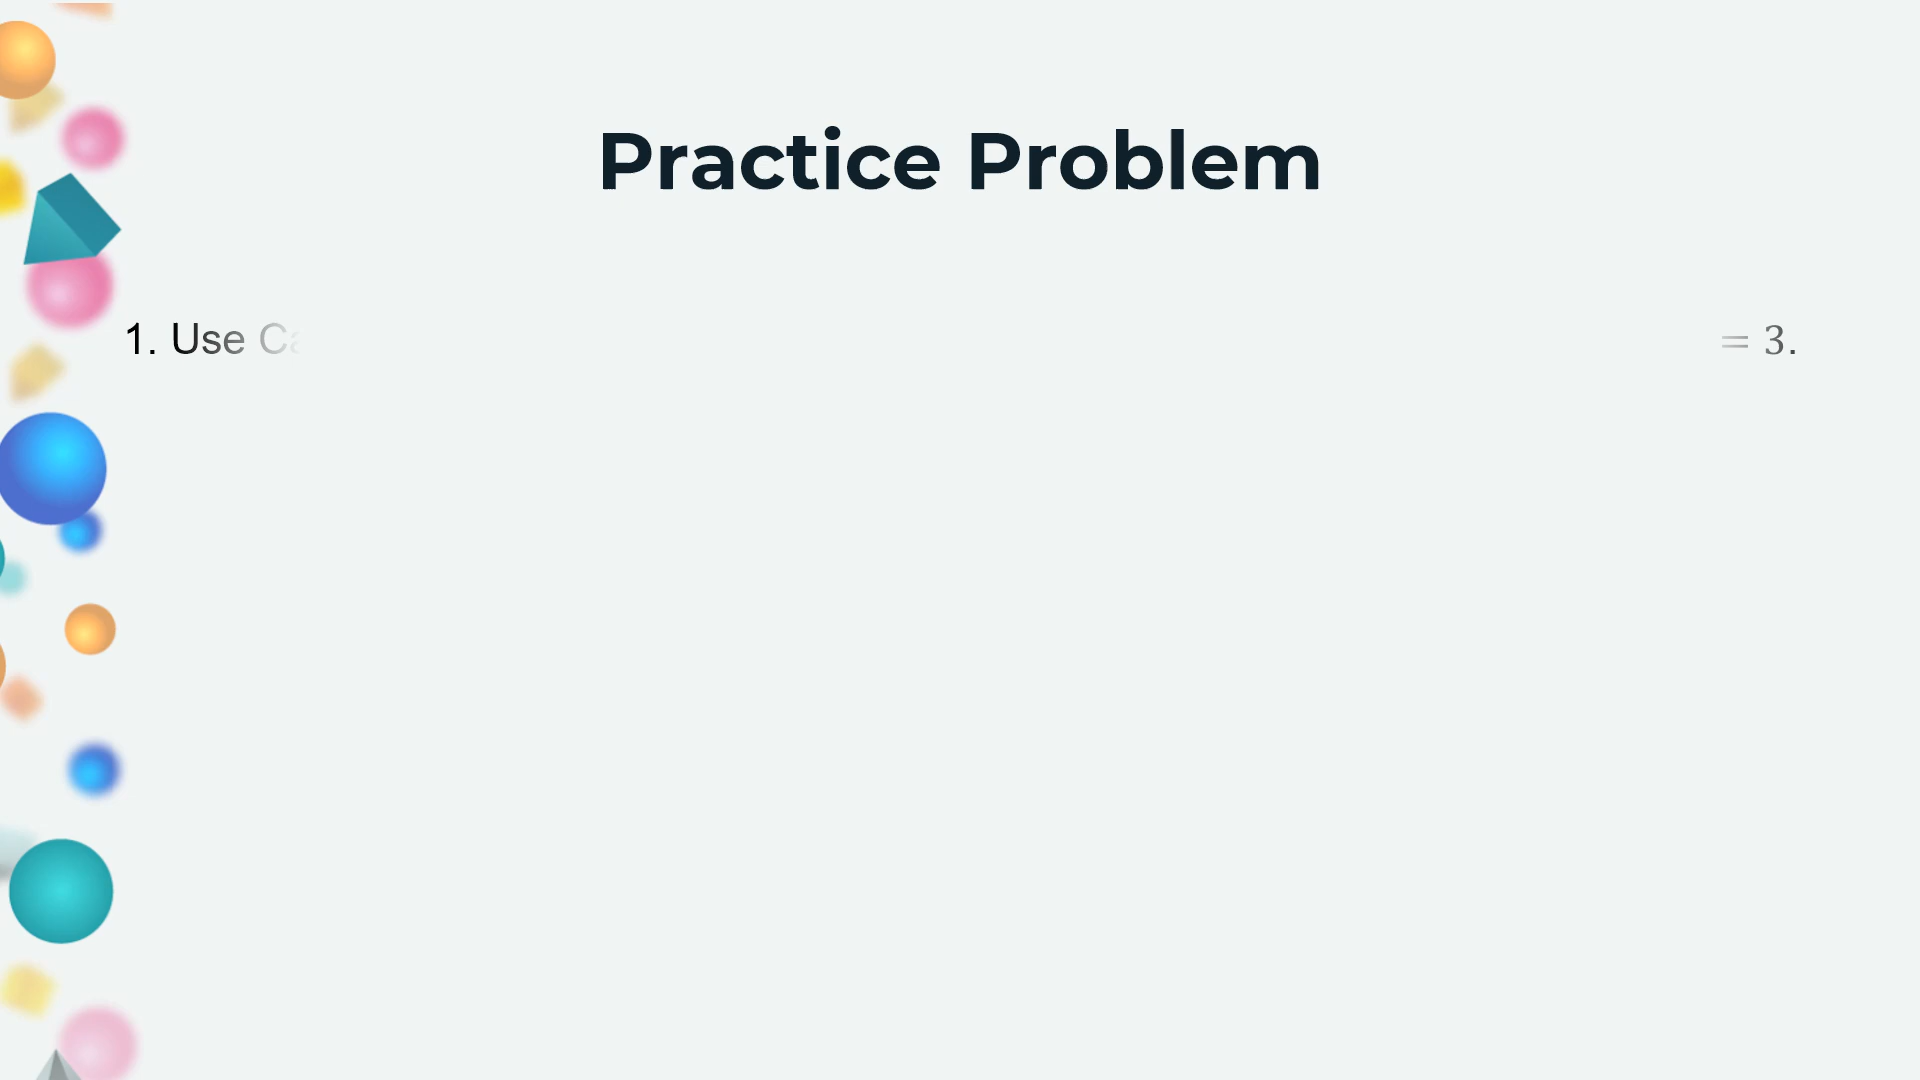 Practice Problem
1. Use = 3.